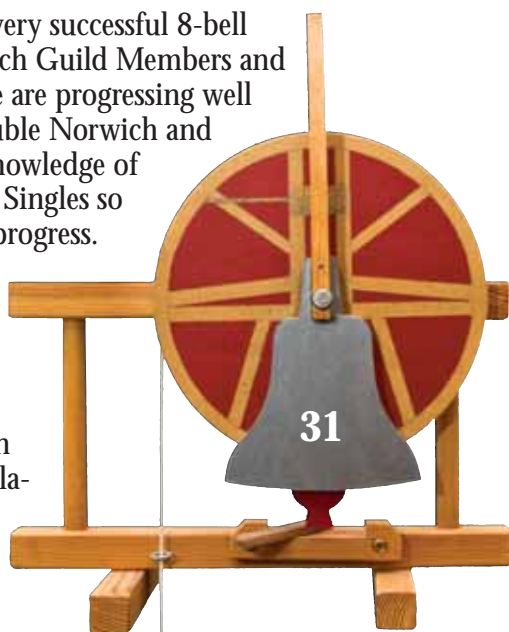 very successful 8-bell
ch Guild Members and
e are progressing well
uble Norwich and
nowledge of
Singles so
progress.
n
la-
31